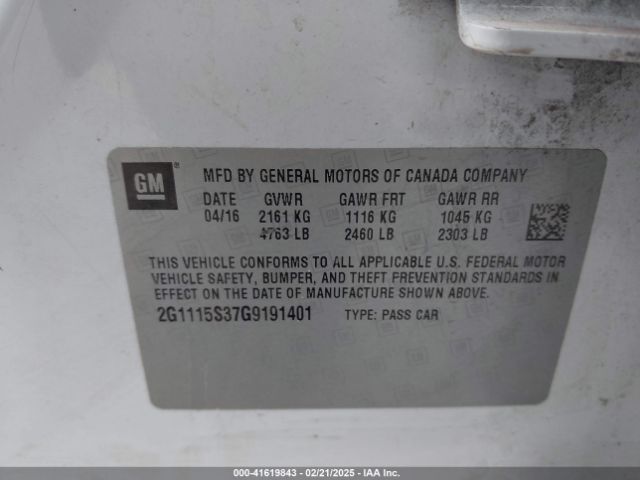 GM ®
MFD BY GENERAL MOTORS OF CANADA COMPANY
DATE GVWR GAWR FRT GAWR RR
04/16 2161 KG 1116 KG 1045 KG
4763 LB 2460 LB 2303 LB
THIS VEHICLE CONFORMS TO ALL APPLICABLE U.S. FEDERAL MOTOR
VEHICLE SAFETY, BUMPER, AND THEFT PREVENTION STANDARDS IN
EFFECT ON THE DATE OF MANUFACTURE SHOWN ABOVE.
2G1115S37G9191401 TYPE: PASS CAR
000-41619843 / 02/21/2025 - IAA Inc.